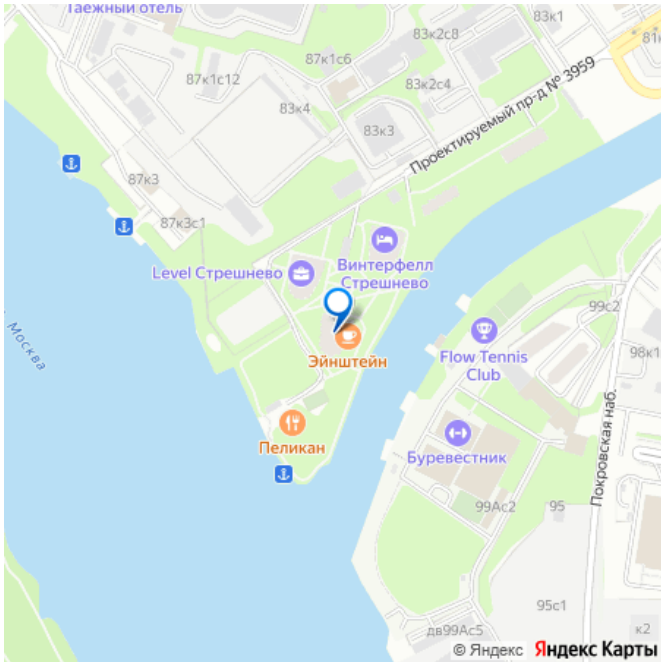 Таежный отель
83к1
83к2с8
81к
87к1с6
87к1с12
83к2с4
83к4
83к3
Проектируемый пр-д № 3959
87к3
87к3с1
Level Стрешнево
Винтерфелл
Стрешнево
Москва
99с2
Flow Tennis
Club
98к1
Эйнштейн
Пеликан
Буревестник
Покровская наб.
99Ас2
95
95с1
дв99Ас5
к2
© Яндекс Яндекс Карты